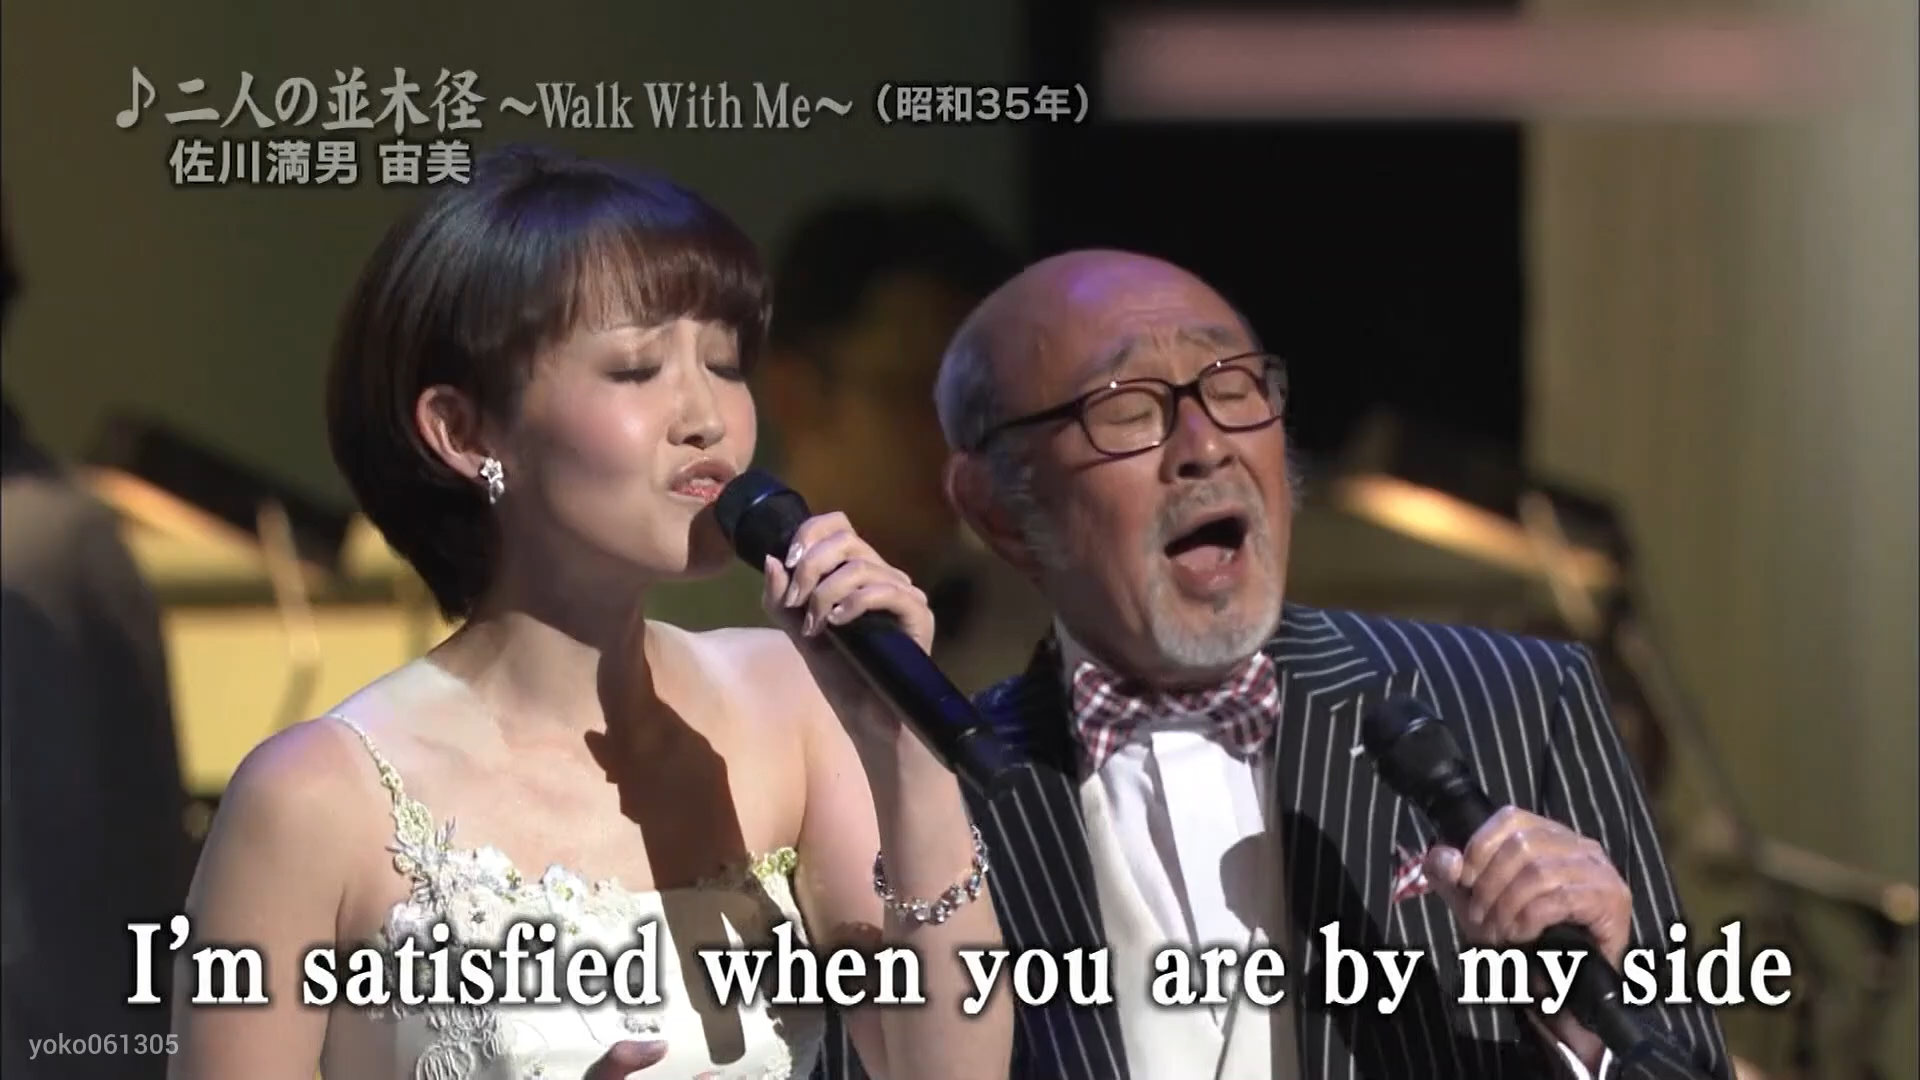 ♪二人の並木径 ～Walk With Me～（昭和35年）
佐川満男 宙美
I'm satisfied when you are by my side
yoko061305